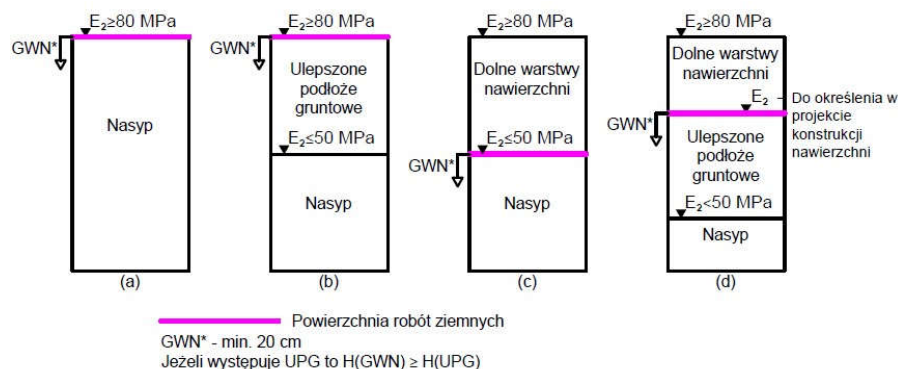 E₂≥80 MPa
GWN*
Nasyp
(a)
E₂≥80 MPa
GWN*
Ulepszone
podłoże
gruntowe
E₂≤50 MPa
Nasyp
(b)
E₂≥80 MPa
Dolne warstwy
nawierzchni
E₂≤50 MPa
GWN*
Nasyp
(c)
E₂≥80 MPa
Dolne warstwy
nawierzchni
E₂ - Do określenia w
projekcie
konstrukcji
nawierzchni
GWN*
Ulepszone
podłoże
gruntowe
E₂<50 MPa
Nasyp
(d)
Powierzchnia robót ziemnych
GWN* - min. 20 cm
Jeżeli występuje UPG to H(GWN) ≥ H(UPG)